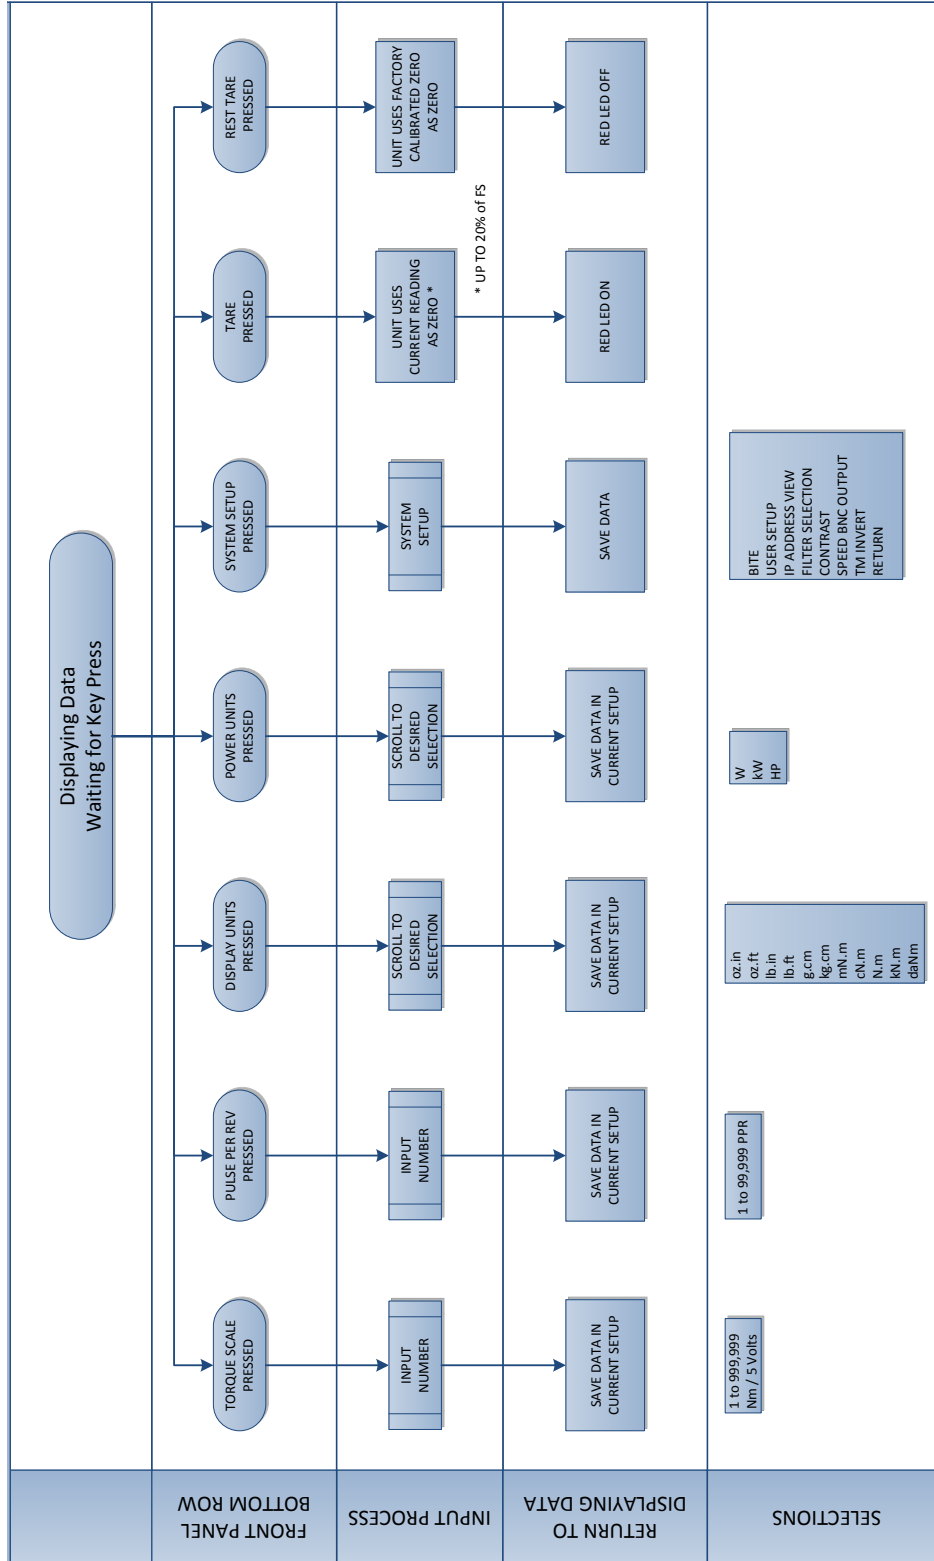 Displaying Data
Waiting for Key Press
FRONT PANEL
BOTTOM ROW
TORQUE SCALE
PRESSED
PULSE PER REV
PRESSED
DISPLAY UNITS
PRESSED
POWER UNITS
PRESSED
SYSTEM SETUP
PRESSED
TARE
PRESSED
REST TARE
PRESSED
INPUT PROCESS
INPUT
NUMBER
INPUT
NUMBER
SCROLL TO
DESIRED
SELECTION
SCROLL TO
DESIRED
SELECTION
SYSTEM
SETUP
UNIT USES
CURRENT READING
AS ZERO *
UNIT USES FACTORY
CALIBRATED ZERO
AS ZERO
* UP TO 20% of FS
RETURN TO
DISPLAYING DATA
SAVE DATA IN
CURRENT SETUP
SAVE DATA IN
CURRENT SETUP
SAVE DATA IN
CURRENT SETUP
SAVE DATA IN
CURRENT SETUP
SAVE DATA
RED LED ON
RED LED OFF
SELECTIONS
1 to 999,999
Nm / 5 Volts
1 to 99,999 PPR
oz.in
oz.ft
lb.in
lb.ft
g.cm
kg.cm
mN.m
cN.m
N.m
kN.m
daNm
W
kW
HP
BITE
USER SETUP
IP ADDRESS VIEW
FILTER SELECTION
CONTRAST
SPEED BNC OUTPUT
TM INVERT
RETURN